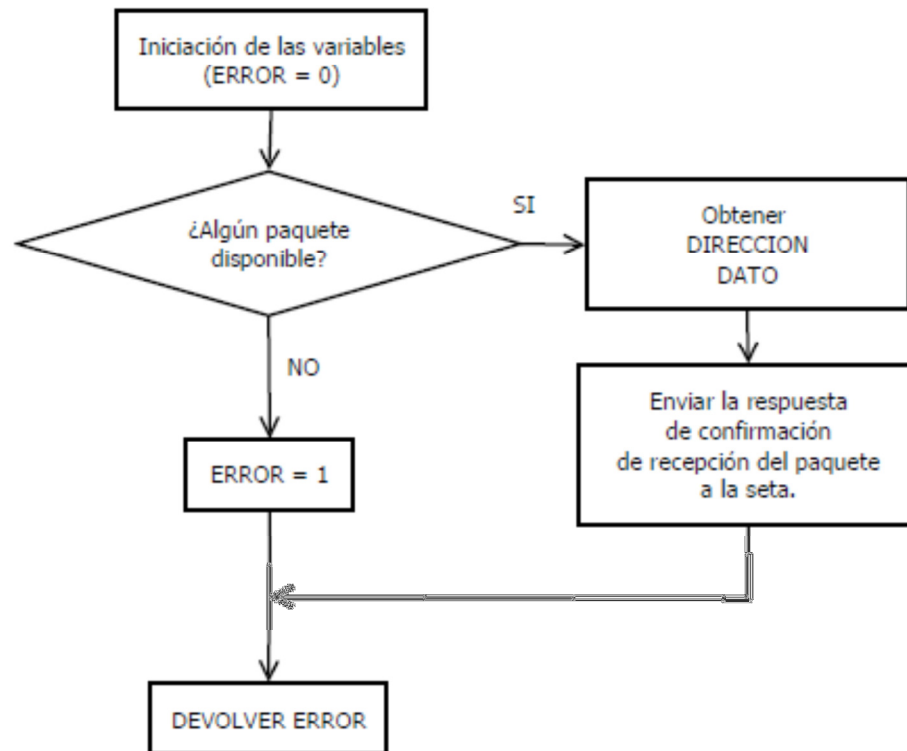 Iniciación de las variables
(ERROR = 0)
¿Algún paquete
disponible?
SI
Obtener
DIRECCION
DATO
NO
Enviar la respuesta
de confirmación
de recepción del paquete
a la seta.
ERROR = 1
DEVOLVER ERROR